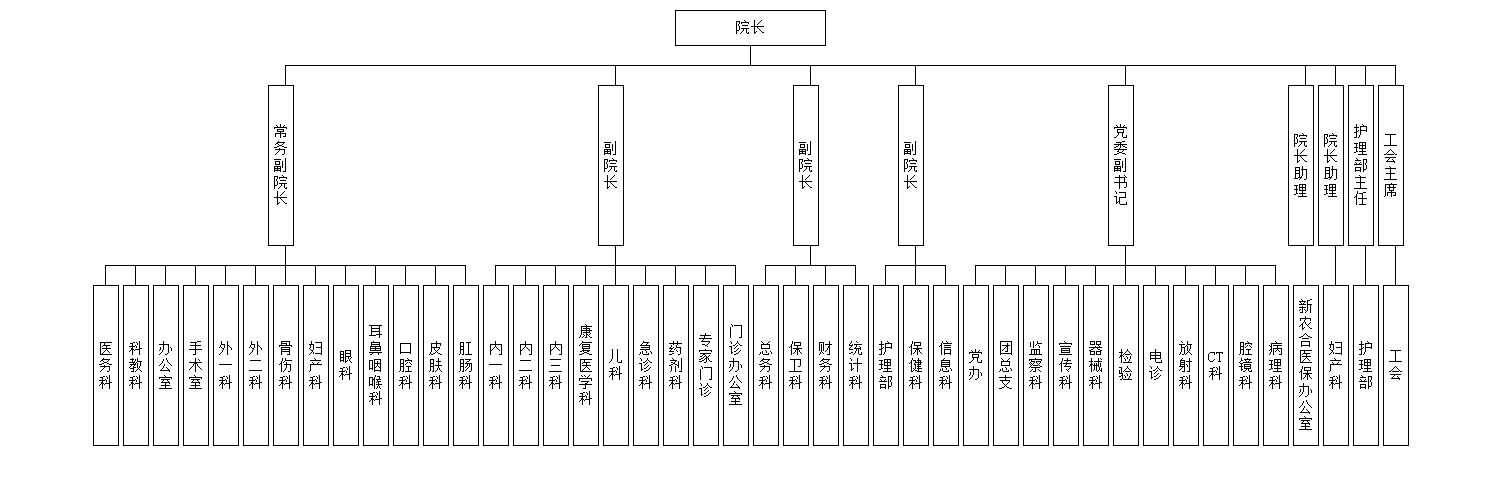 院长
常务副院长
副院长
副院长
副院长
党委副书记
院长助理
院长助理
护理部主任
工会主席
医务科
科教科
办公室
手术室
外一科
外二科
骨伤科
妇产科
眼科
耳鼻咽喉科
口腔科
皮肤科
肛肠科
内一科
内二科
内三科
康复医学科
儿科
急诊科
药剂科
专家门诊
门诊办公室
总务科
保卫科
财务科
统计科
护理部
保健科
信息科
党办
团总支
监察科
宣传科
器械科
检验
电诊
放射科
CT科
腔镜科
病理科
新农合医保办公室
妇产科
护理部
工会